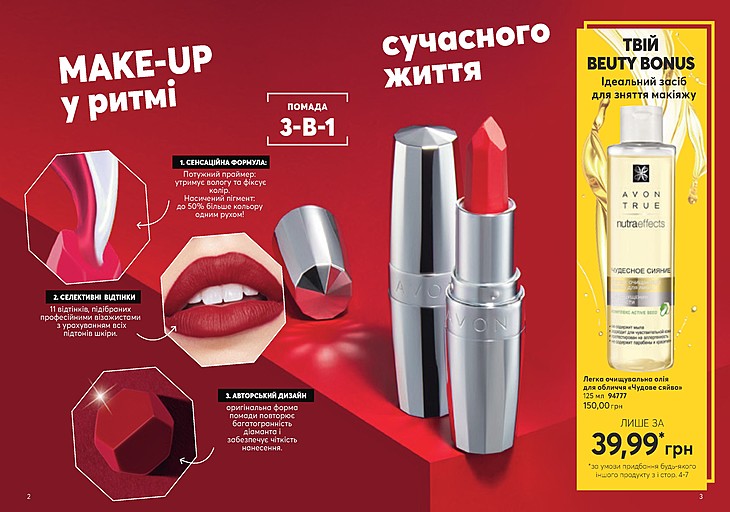 MAKE-UP
у ритмі
сучасного
життя
ПОМАДА
3-В-1
1. СЕНСАЦІЙНА ФОРМУЛА:
Потужний праймер:
утримує вологу та фіксує
колір.
Насичений пігмент:
до 50% більше кольору
одним рухом!
2. СЕЛЕКТИВНІ ВІДТІНКИ
11 відтінків, підібраних
професійними візажистами
з урахуванням всіх
підтонів шкіри.
3. АВТОРСЬКИЙ ДИЗАЙН
оригінальна форма
помади повторює
багатогранність
діаманта і
забезпечує чіткість
нанесення.
AVON
AVON
ТВІЙ
BEUTY BONUS
Ідеальний засіб
для зняття макіяжу
AVON
TRUE
nutraeffects
ЧУДЕСНОЕ СИЯНИЕ
не содержит мыла
Легка очищувальна олія
для обличчя «Чудове сяйво»
125 мл 94777
150,00 грн
ЛИШЕ ЗА
39,99* грн
*за умови придбання будь-якого
іншого продукту з і стор. 4-7
2
3